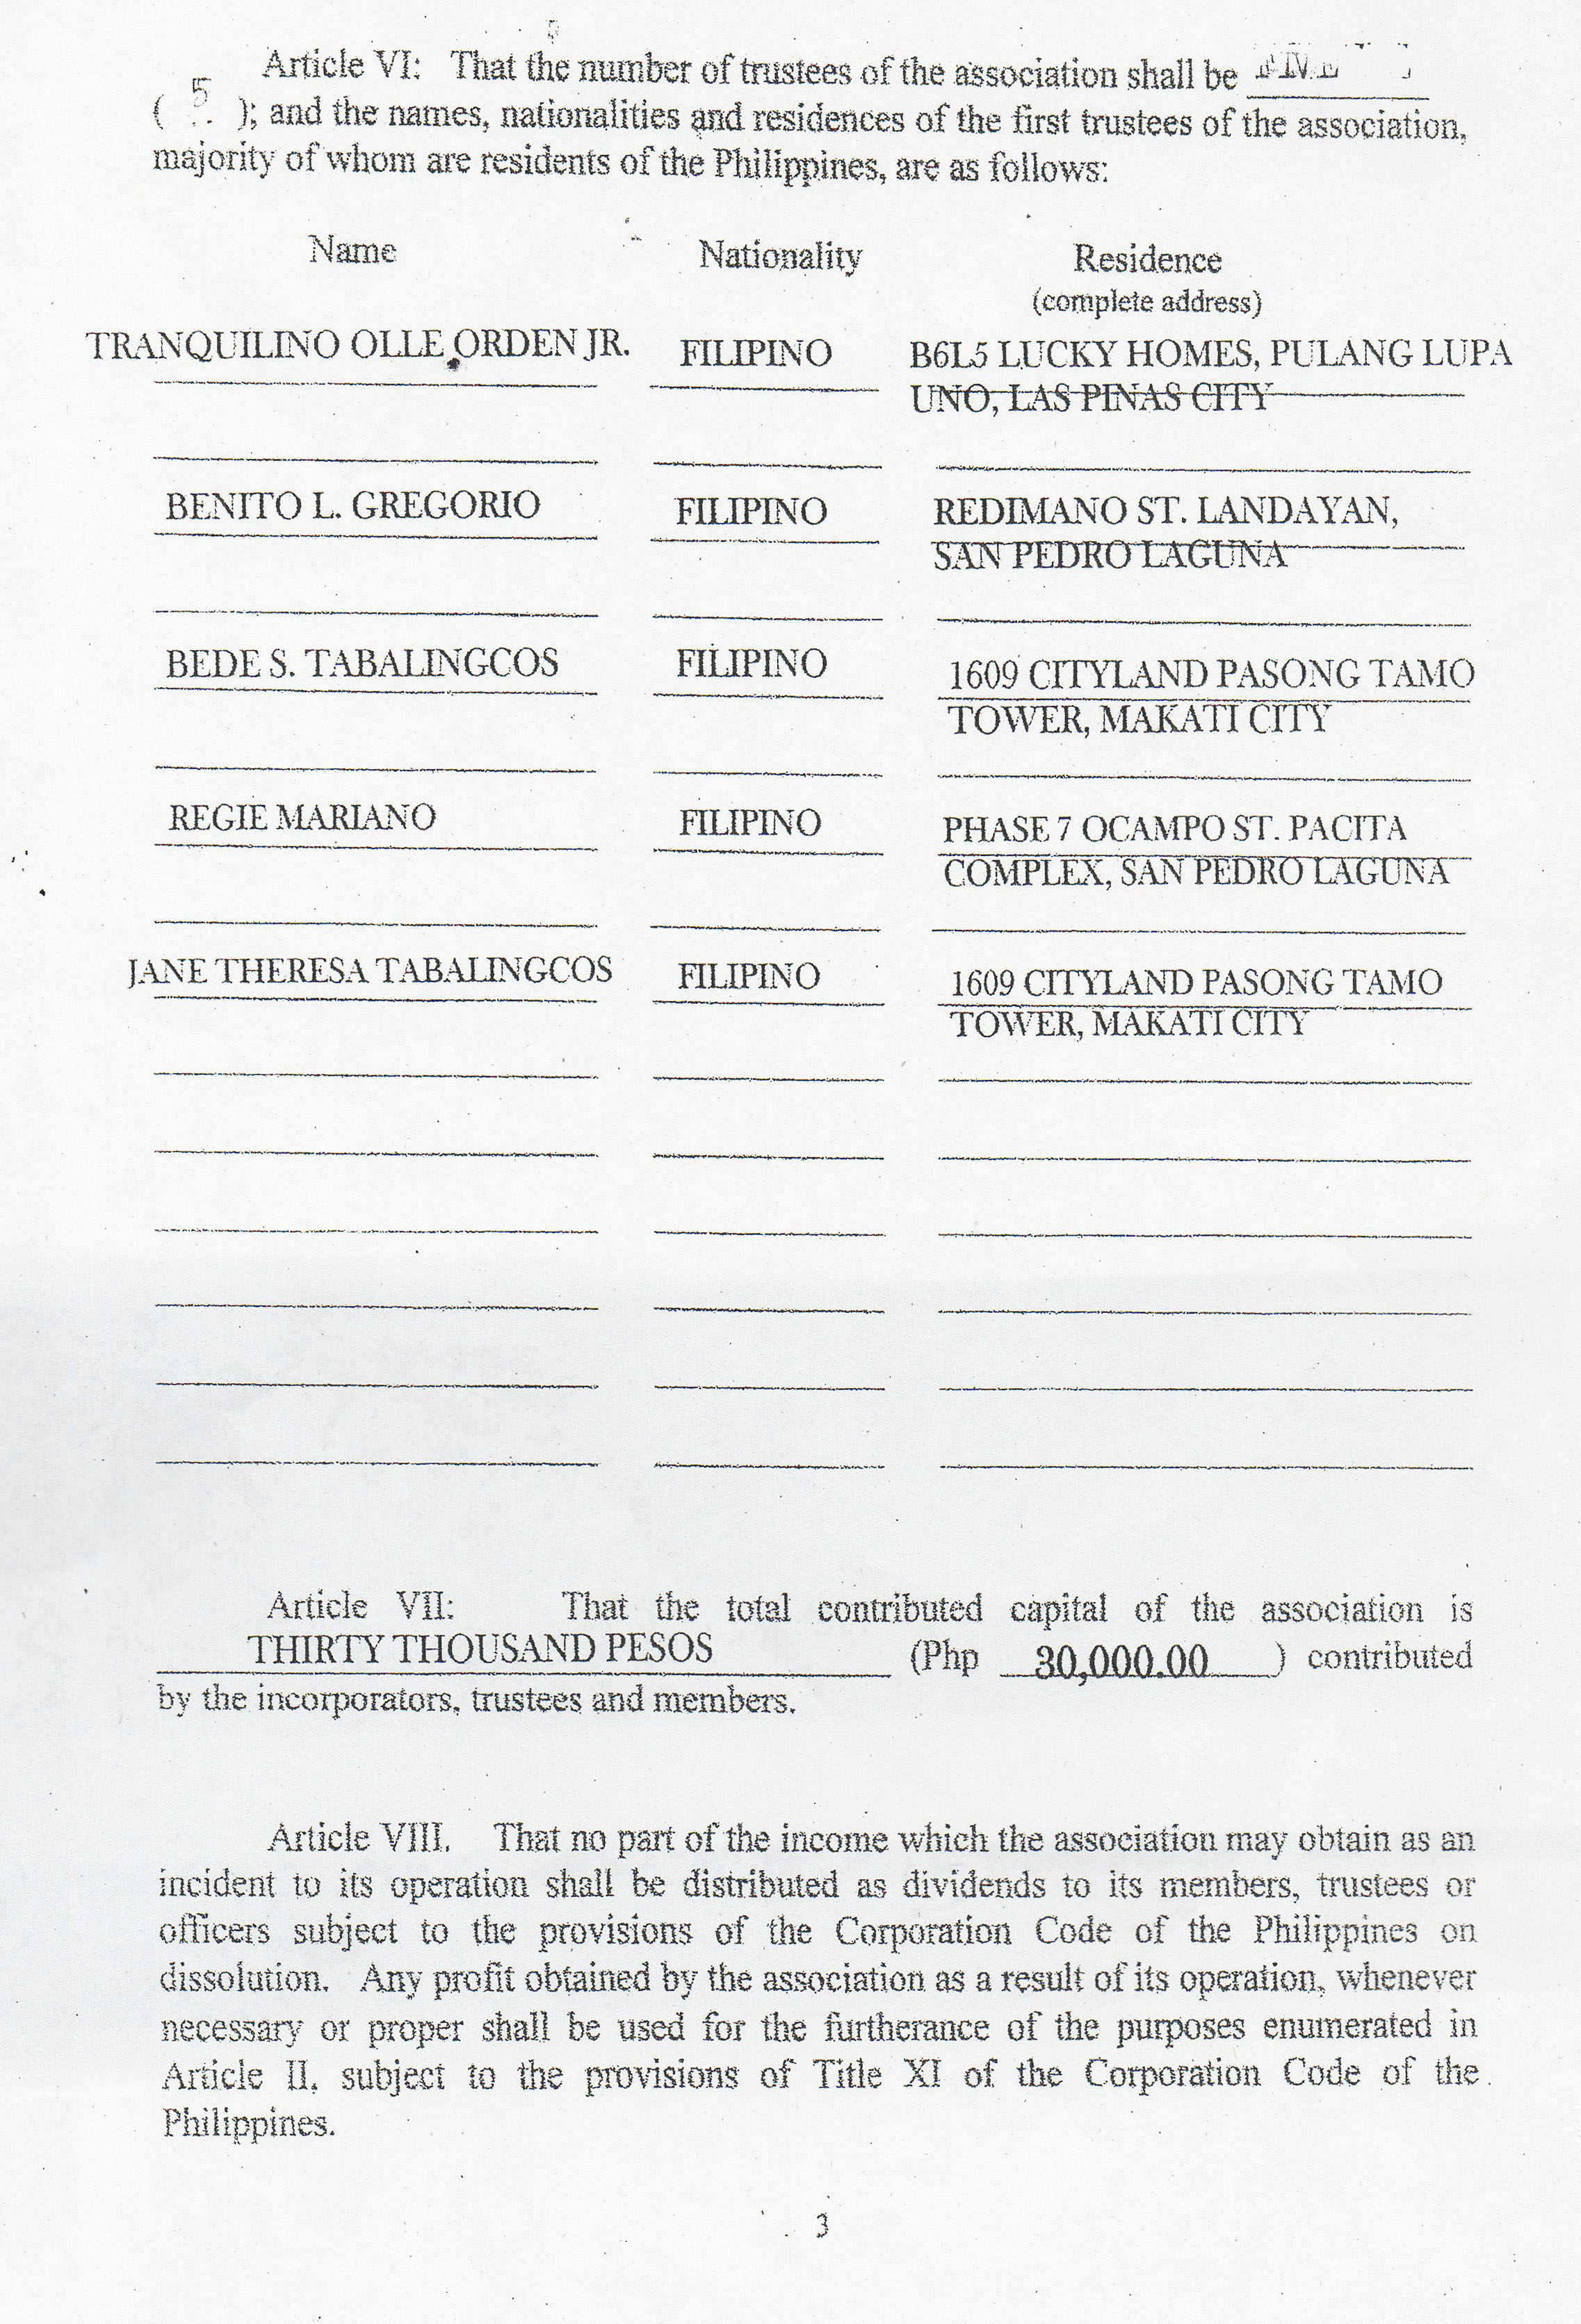 Article VI: That the number of trustees of the association shall be FIVE
( 5 ); and the names, nationalities and residences of the first trustees of the association,
majority of whom are residents of the Philippines, are as follows:
Name Nationality Residence
(complete address)
TRANQUILINO OLLE ORDEN JR. FILIPINO B6L5 LUCKY HOMES, PULANG LUPA
UNO, LAS PINAS CITY
BENITO L. GREGORIO FILIPINO REDIMANO ST. LANDAYAN,
SAN PEDRO LAGUNA
BEDE S. TABALINGCOS FILIPINO 1609 CITYLAND PASONG TAMO
TOWER, MAKATI CITY
REGIE MARIANO FILIPINO PHASE 7 OCAMPO ST. PACITA
COMPLEX, SAN PEDRO LAGUNA
JANE THERESA TABALINGCOS FILIPINO 1609 CITYLAND PASONG TAMO
TOWER, MAKATI CITY
Article VII: That the total contributed capital of the association is
THIRTY THOUSAND PESOS (Php 30,000.00 ) contributed
by the incorporators, trustees and members.
Article VIII. That no part of the income which the association may obtain as an
incident to its operation shall be distributed as dividends to its members, trustees or
officers subject to the provisions of the Corporation Code of the Philippines on
dissolution. Any profit obtained by the association as a result of its operation, whenever
necessary or proper shall be used for the furtherance of the purposes enumerated in
Article II, subject to the provisions of Title XI of the Corporation Code of the
Philippines.
3